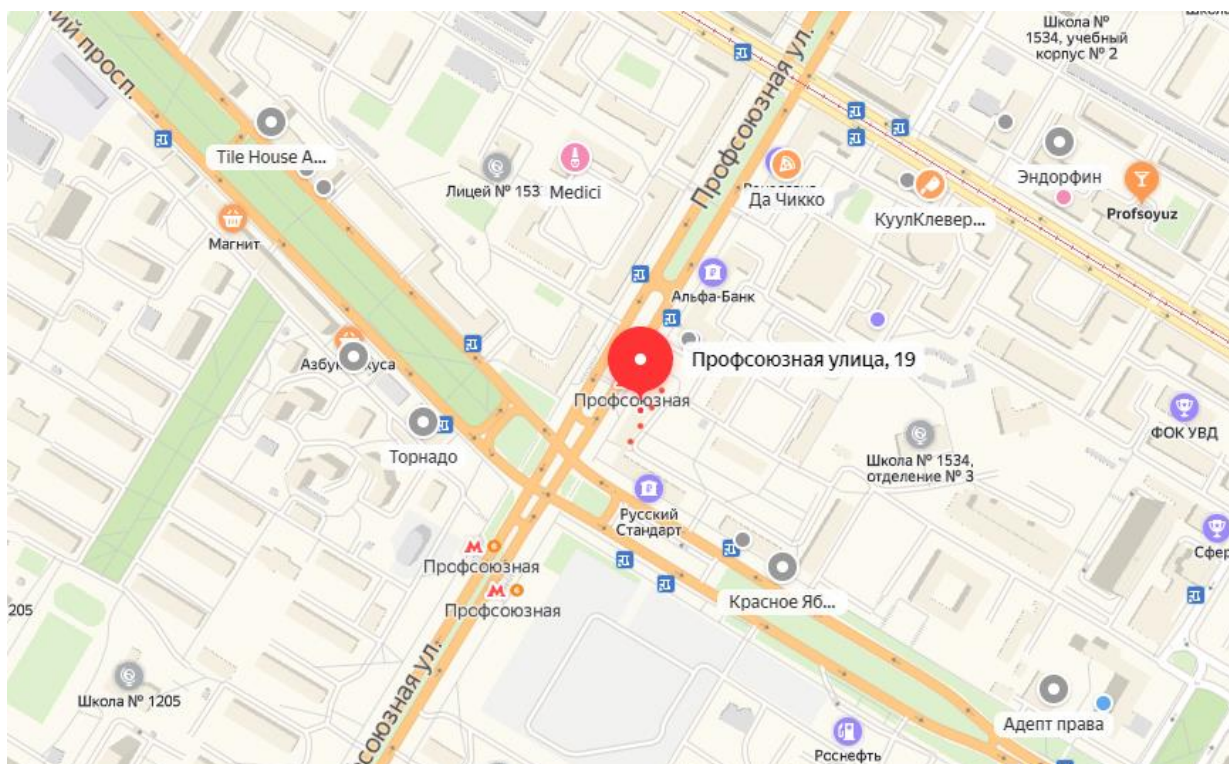 Школа №
1534, учебный
корпус № 2
кий просп.
Профсоюзная ул.
Tile House A...
Лицей № 153
Medici
Да Чикко
Эндорфин
КуулКлевер...
Profsoyuz
Магнит
Альфа-Банк
Профсоюзная улица, 19
Профсоюзная
Торнадо
ФОК УВД
Школа № 1534,
отделение № 3
Русский
Стандарт
Профсоюзная
Профсоюзная
Сфер
Красное Яб...
205
Школа № 1205
союзная ул.
Адепт права
Роснефть